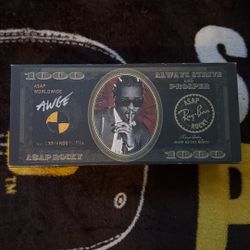 1000
ALWAYS STRIVE
AND
PROSPER
ASAP
WORLDWIDE
AWGE
ASAP
Ray-Ban
ROCKY
ASAP ROCKY
1000